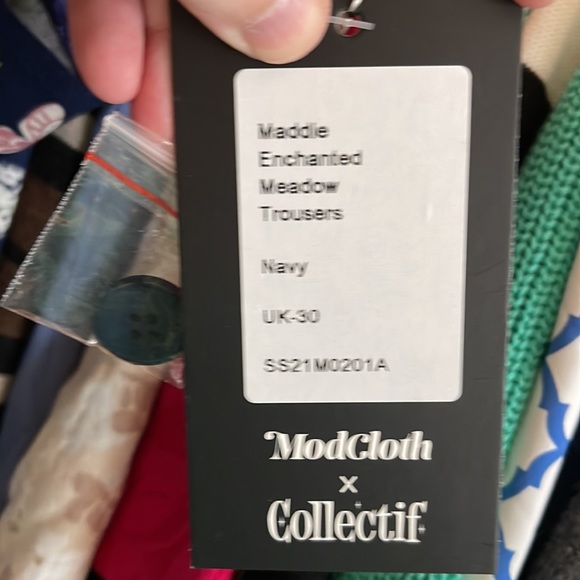 Maddie
Enchanted
Meadow
Trousers
Navy
UK-30
SS21M0201A
ModCloth
x
Collectif